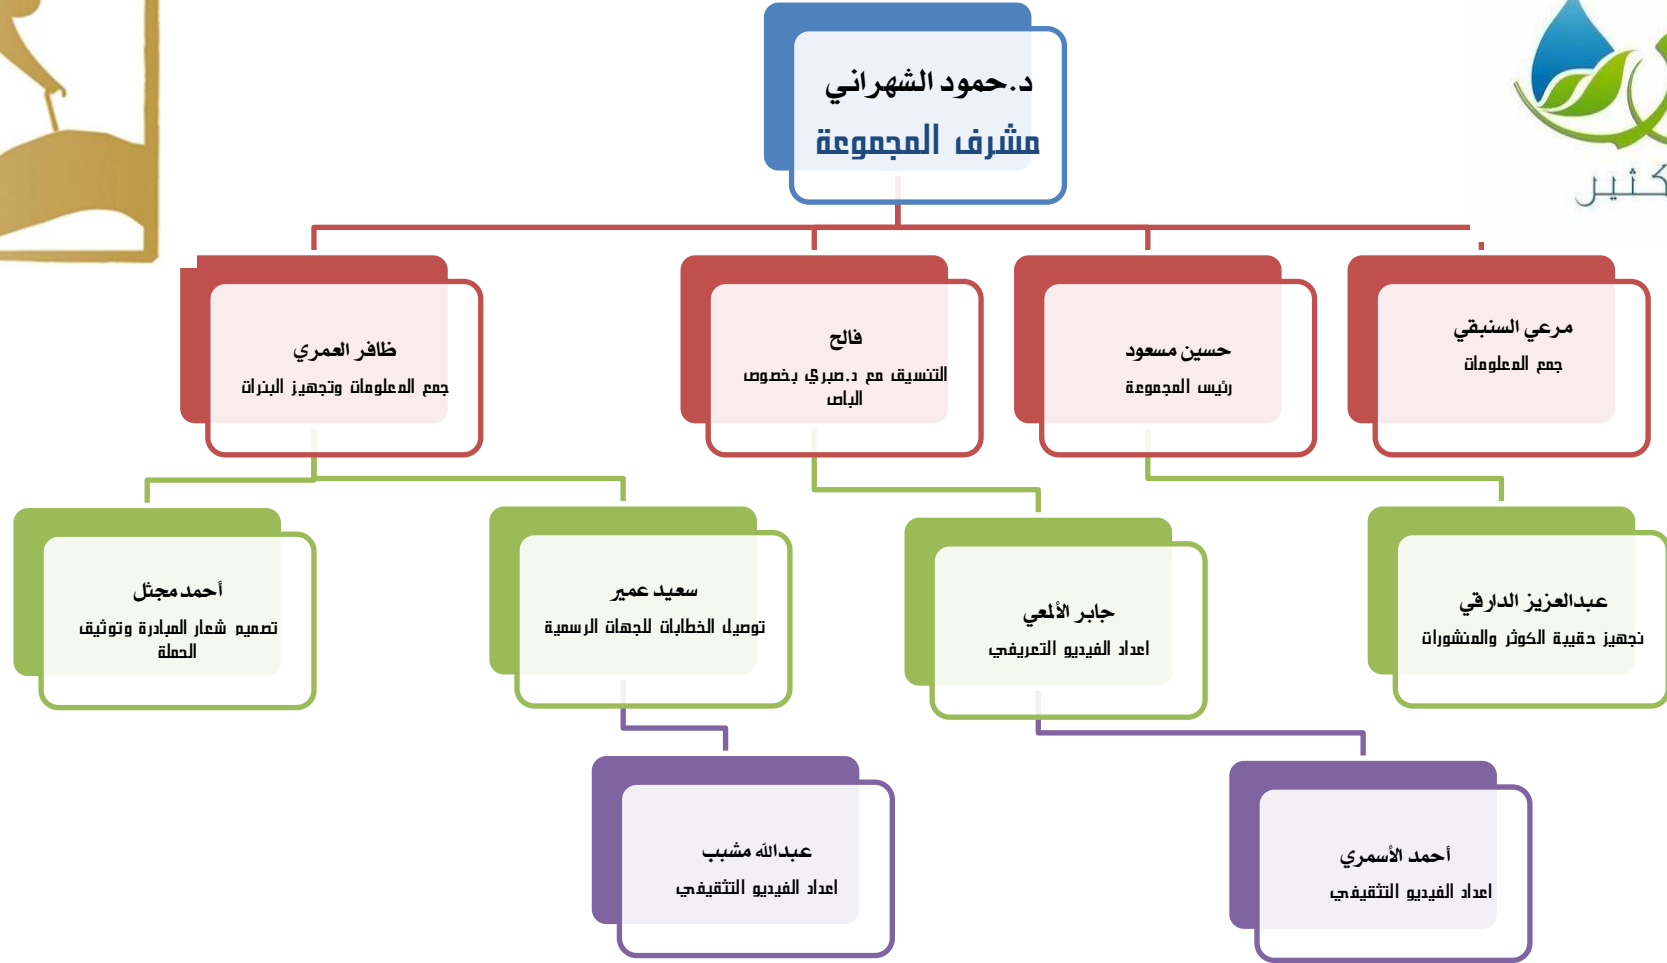 د.حمود الشهراني
مشرف المجموعة
كثير
مرعي السنبقي
جمع المعلومات
حسين مسعود
رئيس المجموعة
فالح
التنسيق مع د.صبري بخصوص
الباص
ظافر العمري
جمع المعلومات وتجهيز البنرات
عبدالعزيز الدارقي
نجهيز حقيبة الكوثر والمنشورات
جابر الألمعي
اعداد الفيديو التعريفي
سعيد عمير
توصيل الخطابات للجهات الرسمية
أحمد مجثل
تصميم شعار المبادرة وتوثيق
الحملة
أحمد الأسمري
اعداد الفيديو التثقيفي
عبدالله مشبب
اعداد الفيديو التثقيفي